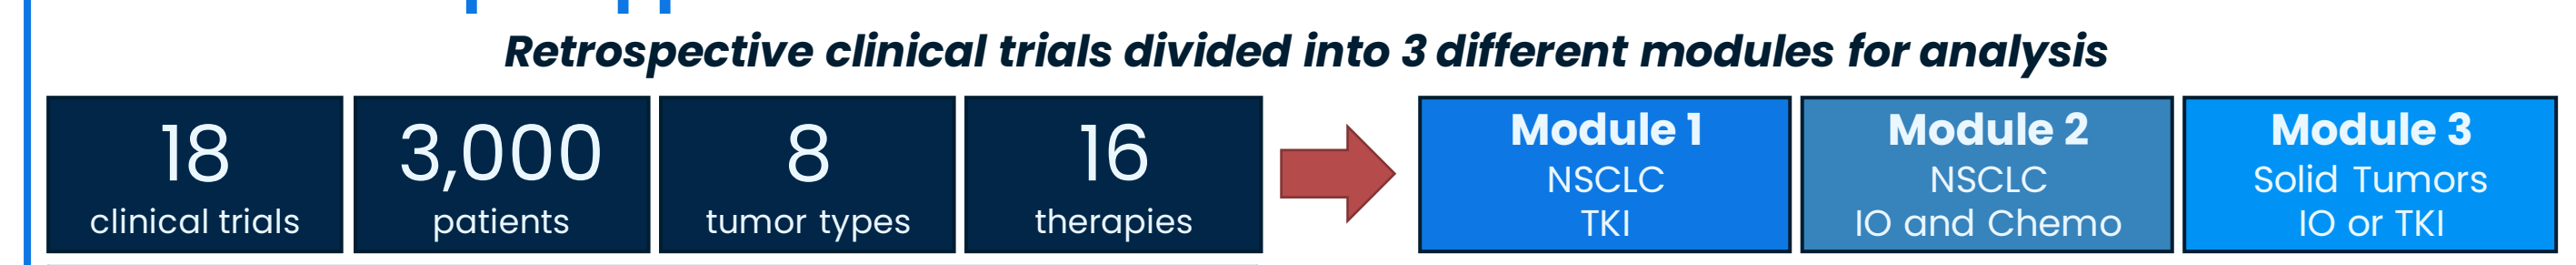 Retrospective clinical trials divided into 3 different modules for analysis
18
clinical trials
3,000
patients
8
tumor types
16
therapies
Module 1
NSCLC
TKI
Module 2
NSCLC
IO and Chemo
Module 3
Solid Tumors
IO or TKI